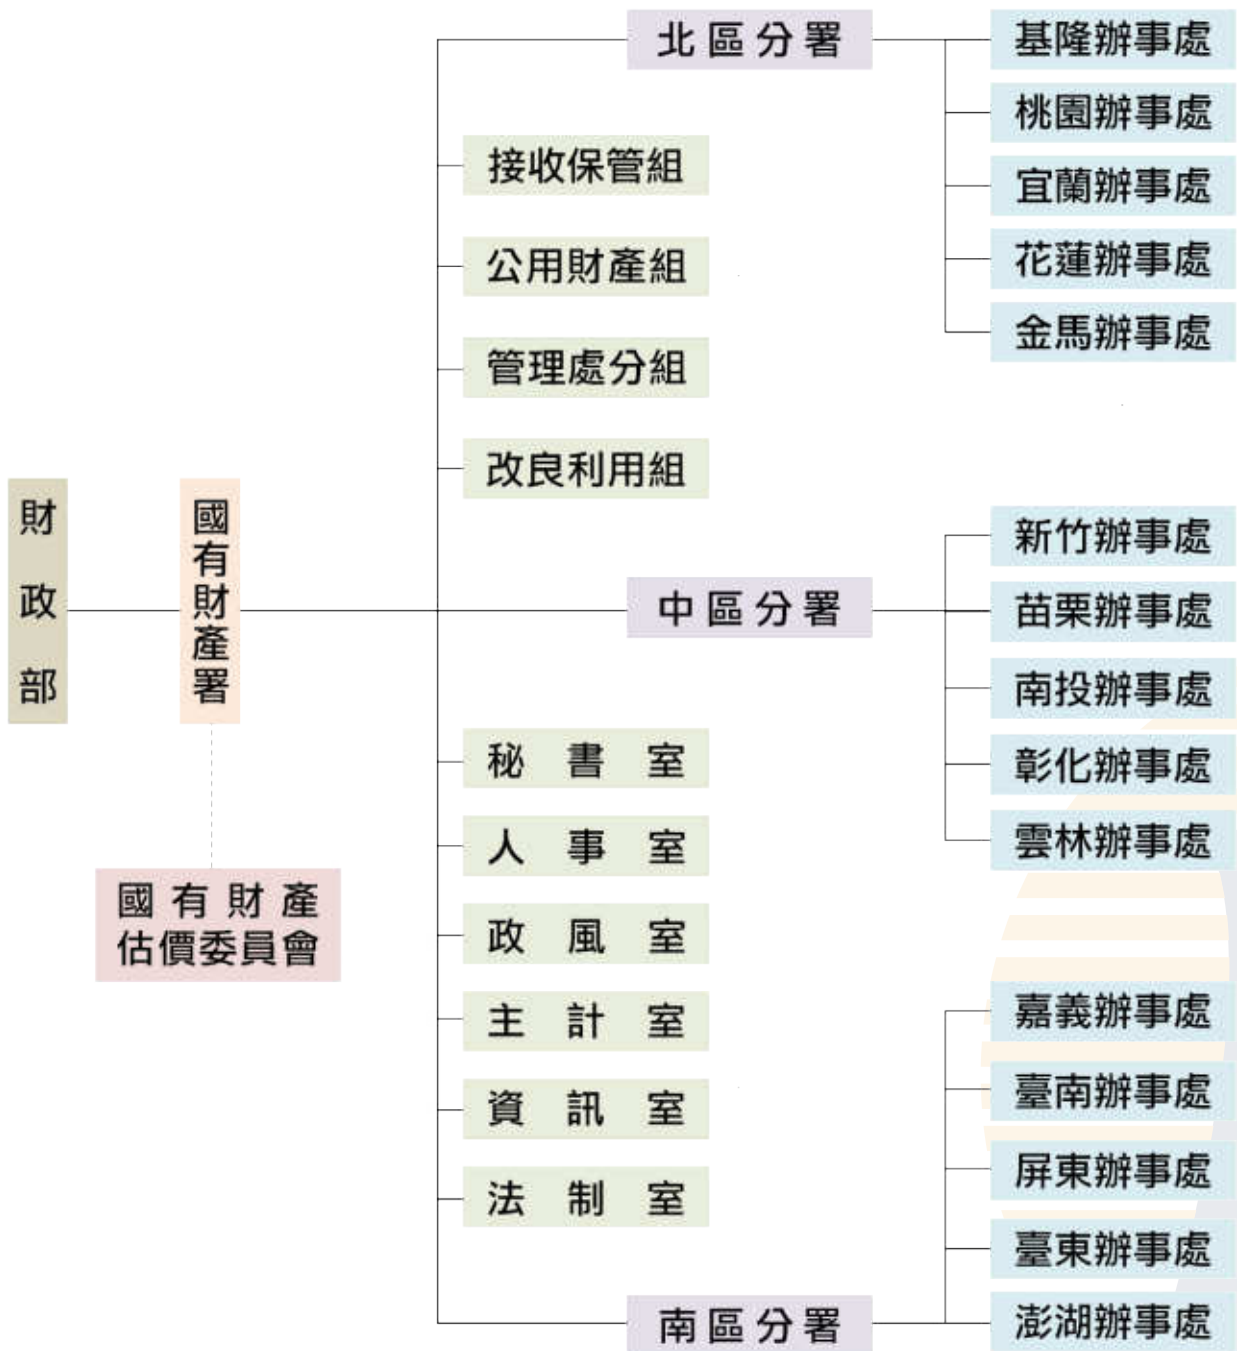 財政部
國有財產署
國有財產
估價委員會
北區分署
基隆辦事處
桃園辦事處
宜蘭辦事處
花蓮辦事處
金馬辦事處
接收保管組
公用財產組
管理處分組
改良利用組
中區分署
新竹辦事處
苗栗辦事處
南投辦事處
彰化辦事處
雲林辦事處
秘書室
人事室
政風室
主計室
資訊室
法制室
南區分署
嘉義辦事處
臺南辦事處
屏東辦事處
臺東辦事處
澎湖辦事處